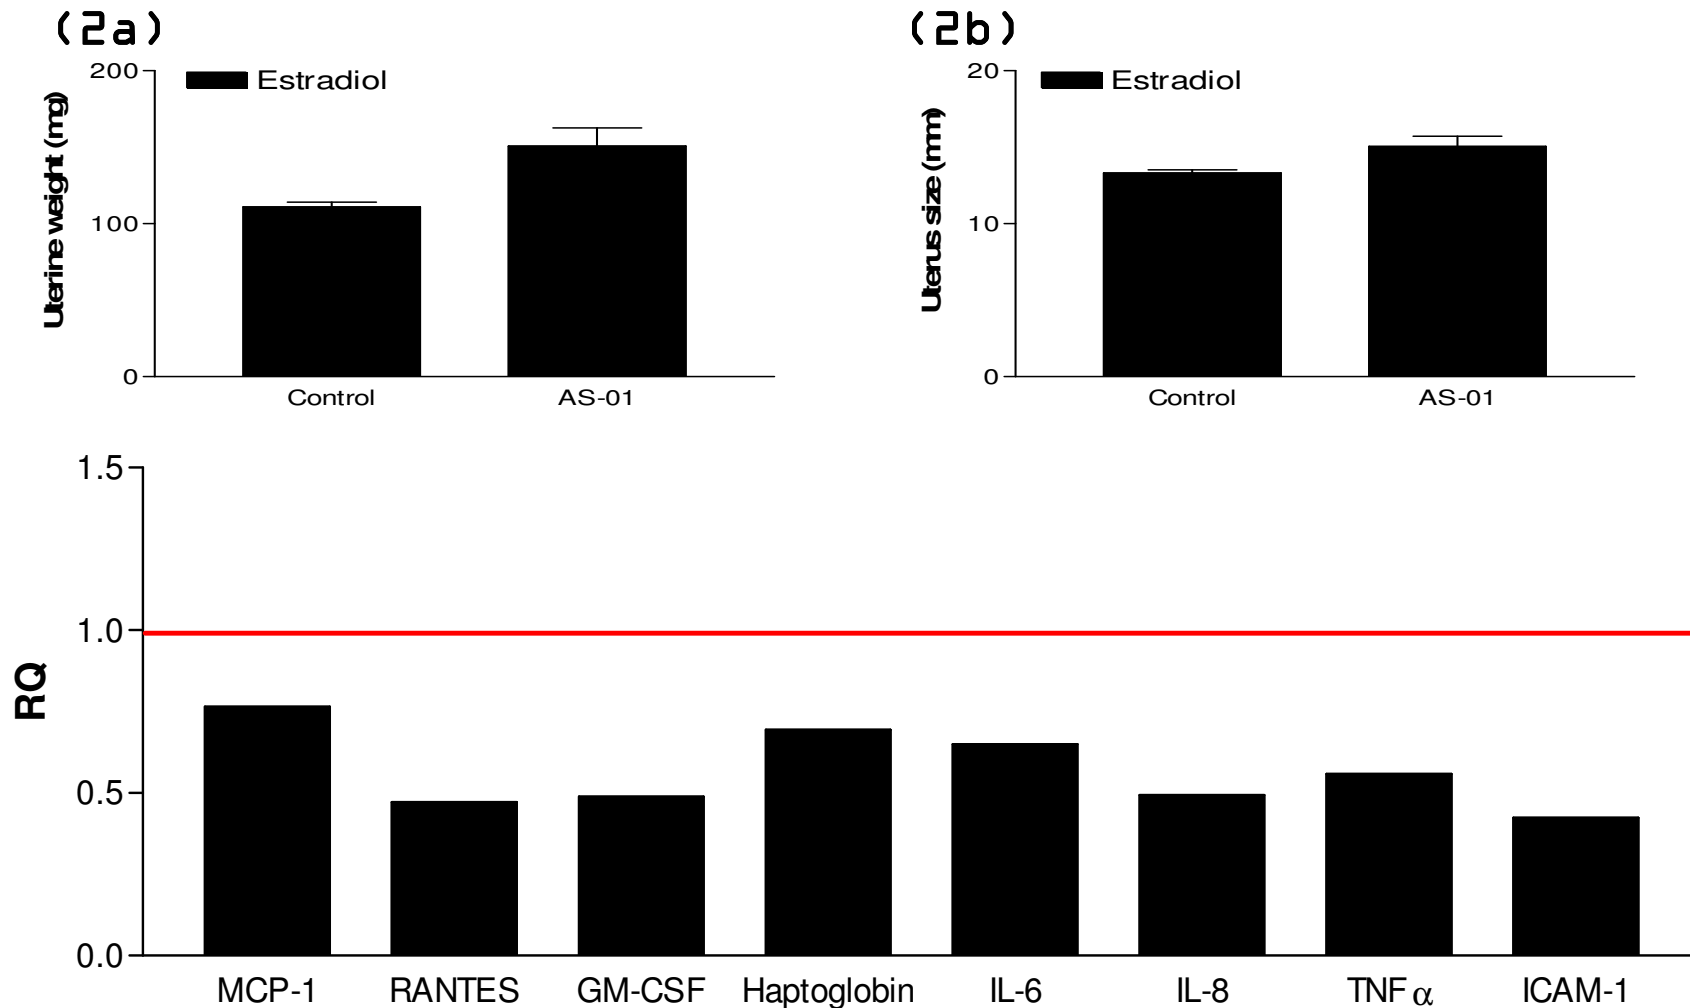 (2a)
(2b)
200
Estradiol
Uterine weight (mg)
100
0
Control
AS-01
20
Estradiol
Uterus size (mm)
10
0
Control
AS-01
1.5
1.0
RQ
0.5
0.0
MCP-1 RANTES GM-CSF Haptoglobin IL-6 IL-8 TNF α ICAM-1